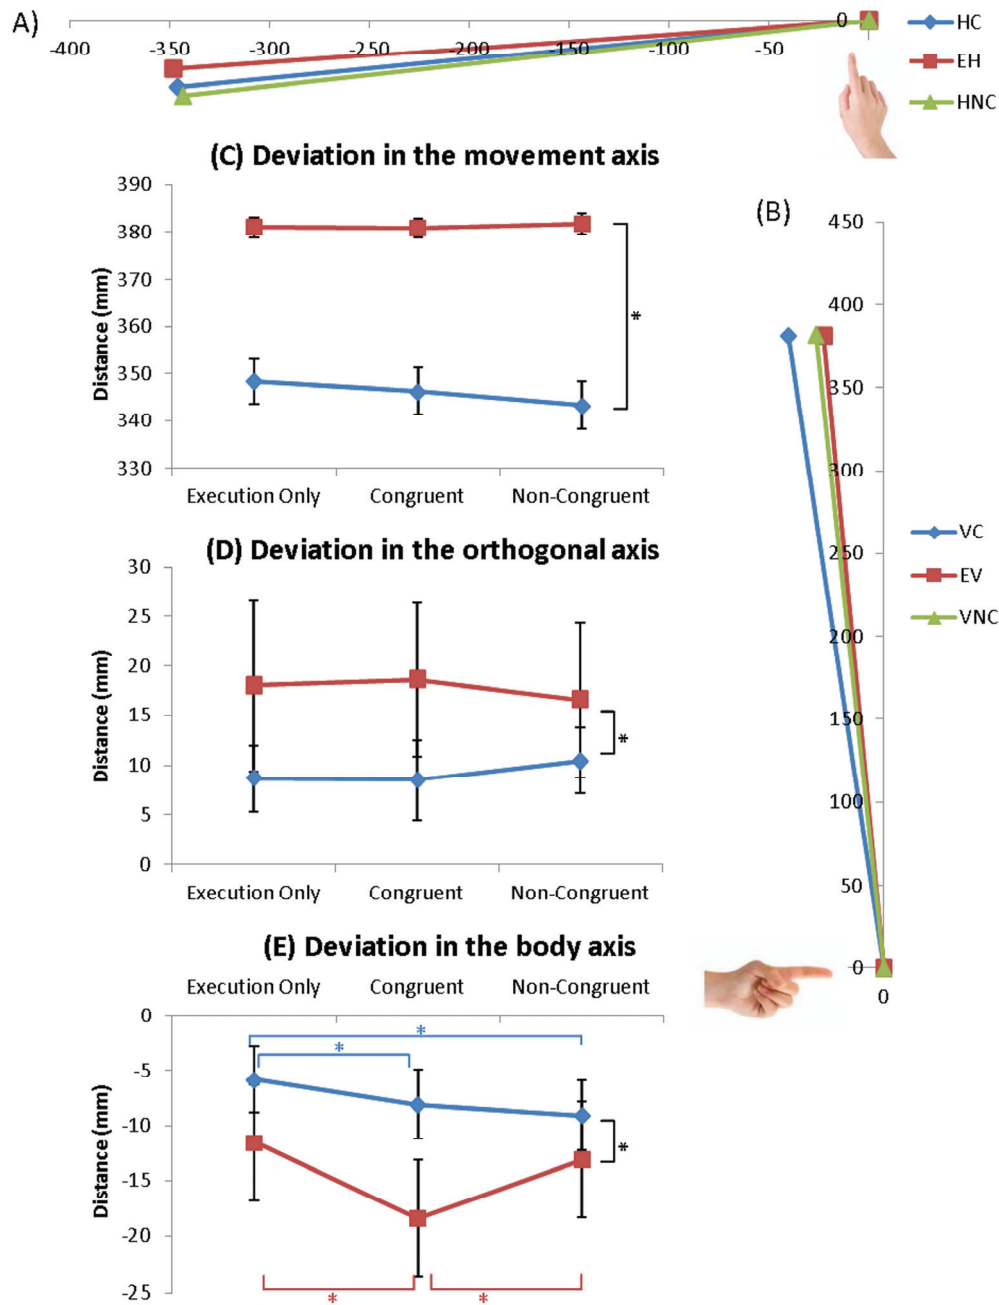 A)
-400 -350 -300 -250 -200 -150 -100 -50 0
HC
EH
HNC
(C) Deviation in the movement axis
390
380
370
360
350
340
330
Distance (mm)
*
Execution Only Congruent Non-Congruent
(B)
450
400
350
300
250
200
150
100
50
0
0
VC
EV
VNC
(D) Deviation in the orthogonal axis
30
25
20
15
10
5
0
Distance (mm)
*
Execution Only Congruent Non-Congruent
(E) Deviation in the body axis
Execution Only Congruent Non-Congruent
0
-5
-10
-15
-20
-25
Distance (mm)
*
*
*
* *